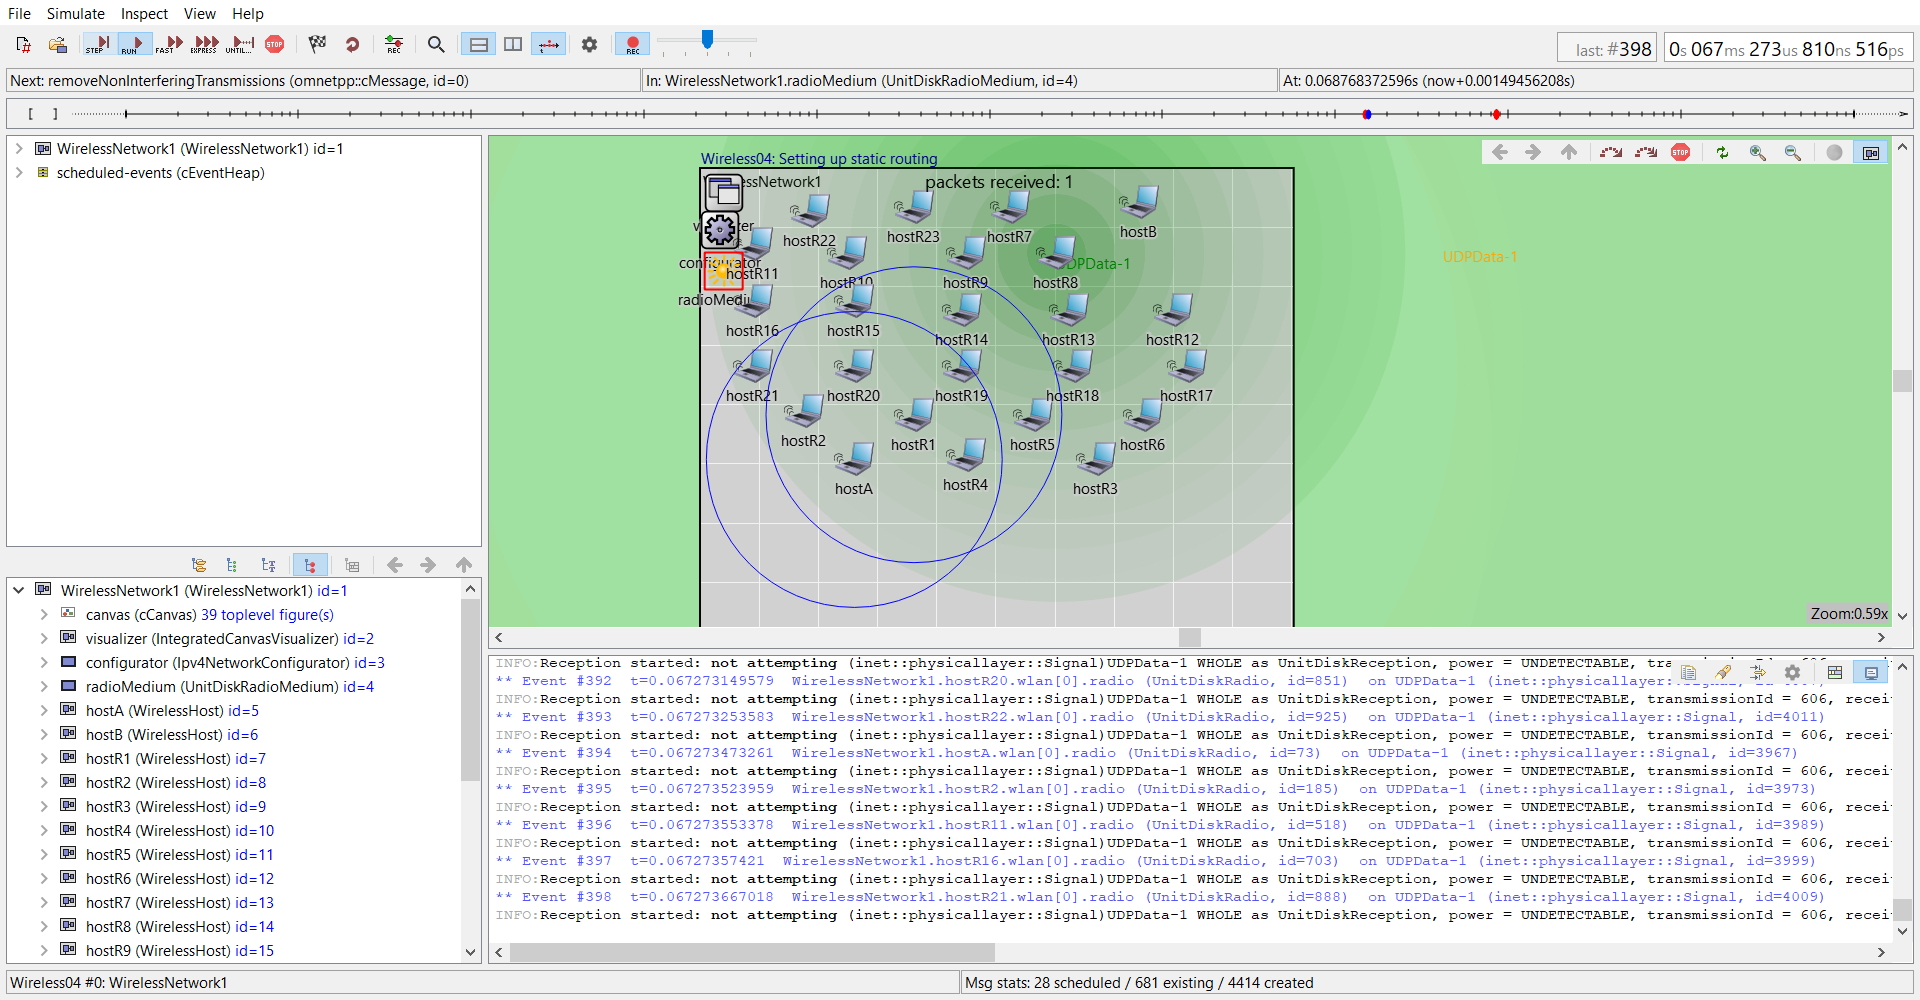 File Simulate Inspect View Help
STEP RUN FAST EXPRESS UNTIL... STOP REC REC
last: #398 0s 067ms 273us 810ns 516ps
Next: removeNonInterferingTransmissions (omnetpp::cMessage, id=0)
In: WirelessNetwork1.radioMedium (UnitDiskRadioMedium, id=4)
At: 0.068768372596s (now+0.00149456208s)
[ ]
WirelessNetwork1 (WirelessNetwork1) id=1
scheduled-events (cEventHeap)
WirelessNetwork1 (WirelessNetwork1) id=1
canvas (cCanvas) 39 toplevel figure(s)
visualizer (IntegratedCanvasVisualizer) id=2
configurator (Ipv4NetworkConfigurator) id=3
radioMedium (UnitDiskRadioMedium) id=4
hostA (WirelessHost) id=5
hostB (WirelessHost) id=6
hostR1 (WirelessHost) id=7
hostR2 (WirelessHost) id=8
hostR3 (WirelessHost) id=9
hostR4 (WirelessHost) id=10
hostR5 (WirelessHost) id=11
hostR6 (WirelessHost) id=12
hostR7 (WirelessHost) id=13
hostR8 (WirelessHost) id=14
hostR9 (WirelessHost) id=15
Wireless04: Setting up static routing
STOP
packets received: 1
hostR22 hostR23 hostR7 hostB
configurator hostR11 hostR10 hostR9 UDPData-1 hostR8
UDPData-1
hostR16 hostR15 hostR14 hostR13 hostR12
hostR21 hostR20 hostR19 hostR18 hostR17
hostR2 hostR1 hostR5 hostR6
hostA hostR4 hostR3
Zoom:0.59x
INFO:Reception started: not attempting (inet::physicallayer::Signal)UDPData-1 WHOLE as UnitDiskReception, power = UNDETECTABLE, transmissionId = 606, recei
** Event #392 t=0.067273149579 WirelessNetwork1.hostR20.wlan[0].radio (UnitDiskRadio, id=851) on UDPData-1 (inet::physicallayer::Signal,
INFO:Reception started: not attempting (inet::physicallayer::Signal)UDPData-1 WHOLE as UnitDiskReception, power = UNDETECTABLE, transmissionId = 606, recei
** Event #393 t=0.067273253583 WirelessNetwork1.hostR22.wlan[0].radio (UnitDiskRadio, id=925) on UDPData-1 (inet::physicallayer::Signal, id=4011)
INFO:Reception started: not attempting (inet::physicallayer::Signal)UDPData-1 WHOLE as UnitDiskReception, power = UNDETECTABLE, transmissionId = 606, recei
** Event #394 t=0.067273473261 WirelessNetwork1.hostA.wlan[0].radio (UnitDiskRadio, id=73) on UDPData-1 (inet::physicallayer::Signal, id=3967)
INFO:Reception started: not attempting (inet::physicallayer::Signal)UDPData-1 WHOLE as UnitDiskReception, power = UNDETECTABLE, transmissionId = 606, recei
** Event #395 t=0.067273523959 WirelessNetwork1.hostR2.wlan[0].radio (UnitDiskRadio, id=185) on UDPData-1 (inet::physicallayer::Signal, id=3973)
INFO:Reception started: not attempting (inet::physicallayer::Signal)UDPData-1 WHOLE as UnitDiskReception, power = UNDETECTABLE, transmissionId = 606, recei
** Event #396 t=0.067273553378 WirelessNetwork1.hostR11.wlan[0].radio (UnitDiskRadio, id=518) on UDPData-1 (inet::physicallayer::Signal, id=3989)
INFO:Reception started: not attempting (inet::physicallayer::Signal)UDPData-1 WHOLE as UnitDiskReception, power = UNDETECTABLE, transmissionId = 606, recei
** Event #397 t=0.06727357421 WirelessNetwork1.hostR16.wlan[0].radio (UnitDiskRadio, id=703) on UDPData-1 (inet::physicallayer::Signal, id=3999)
INFO:Reception started: not attempting (inet::physicallayer::Signal)UDPData-1 WHOLE as UnitDiskReception, power = UNDETECTABLE, transmissionId = 606, recei
** Event #398 t=0.067273667018 WirelessNetwork1.hostR21.wlan[0].radio (UnitDiskRadio, id=888) on UDPData-1 (inet::physicallayer::Signal, id=4009)
INFO:Reception started: not attempting (inet::physicallayer::Signal)UDPData-1 WHOLE as UnitDiskReception, power = UNDETECTABLE, transmissionId = 606, recei
Wireless04 #0: WirelessNetwork1
Msg stats: 28 scheduled / 681 existing / 4414 created